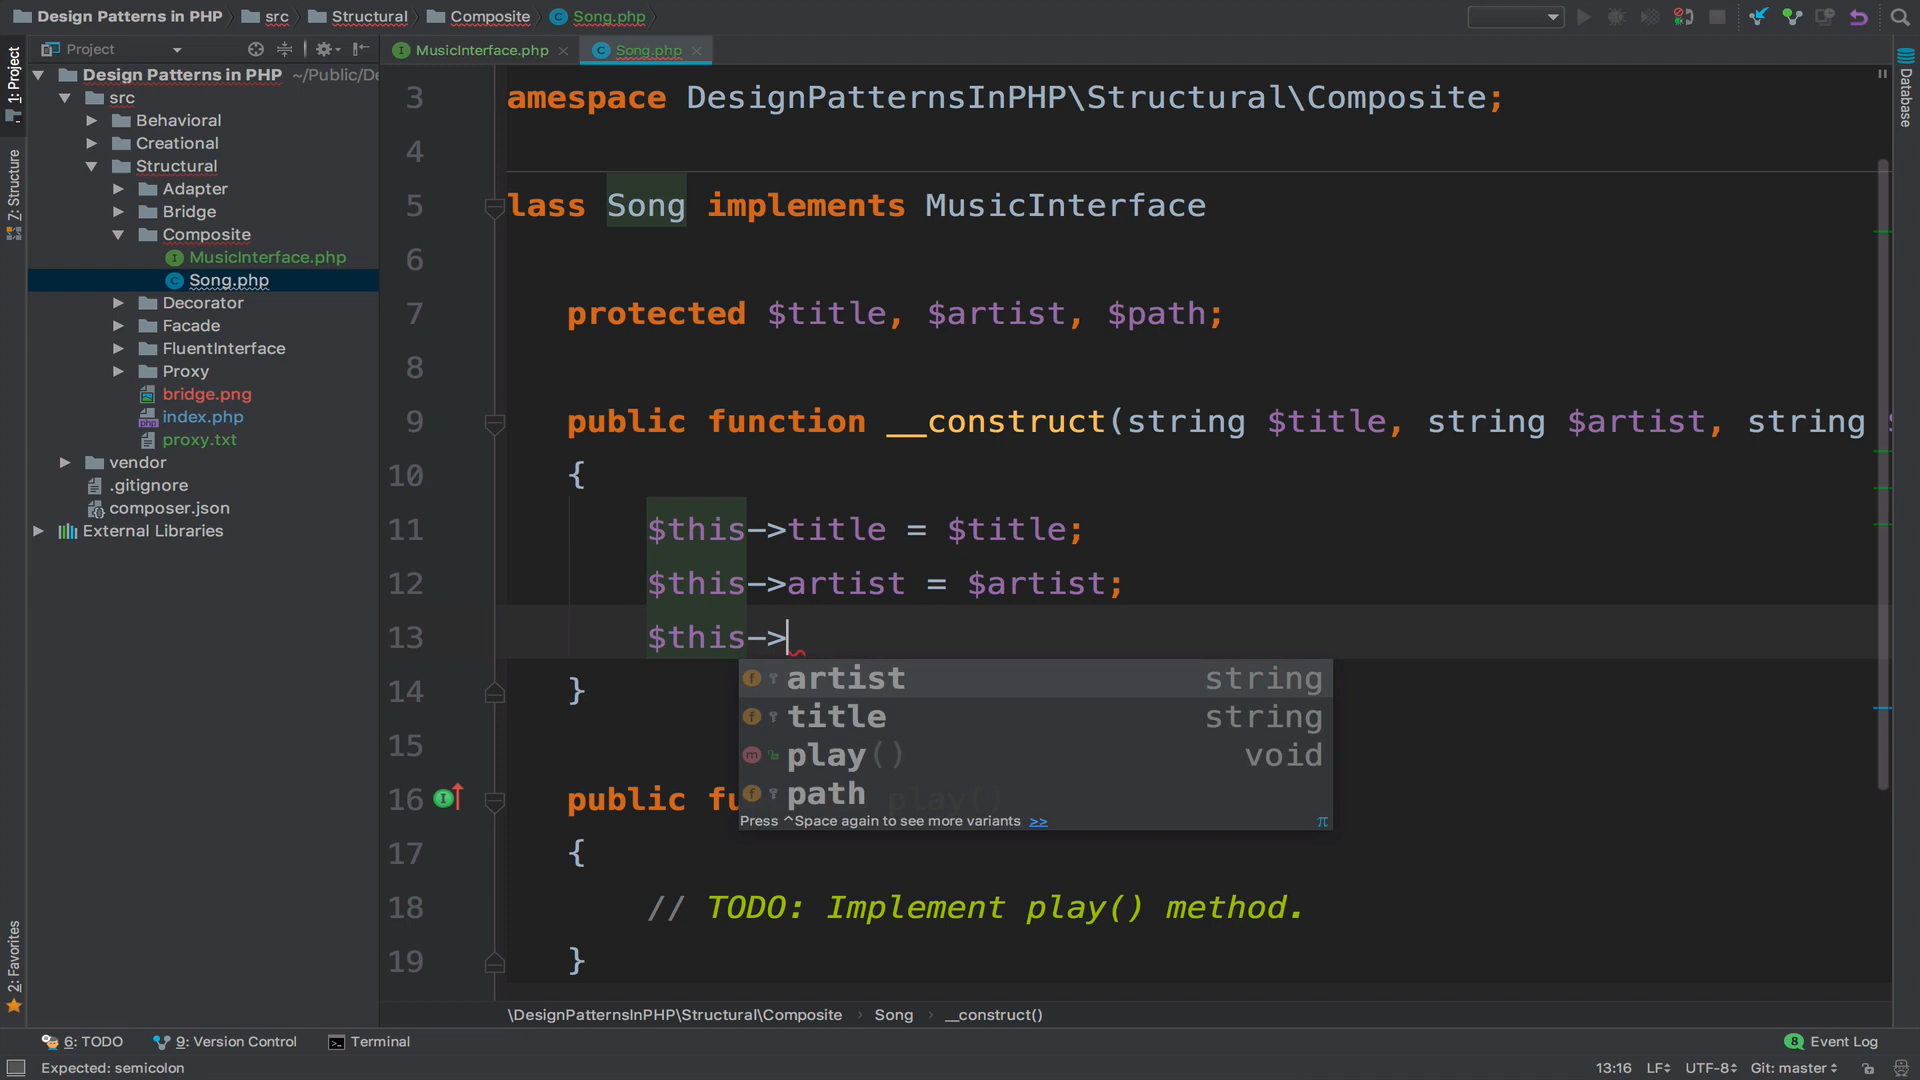 Design Patterns in PHP src Structural Composite Song.php
Project
MusicInterface.php Song.php
1: Project
7: Structure
2: Favorites
Database
Design Patterns in PHP ~/Public/De
src
Behavioral
Creational
Structural
Adapter
Bridge
Composite
MusicInterface.php
Song.php
Decorator
Facade
FluentInterface
Proxy
bridge.png
index.php
proxy.txt
vendor
.gitignore
composer.json
External Libraries
3 amespace DesignPatternsInPHP\Structural\Composite;
4
5 lass Song implements MusicInterface
6
7 protected $title, $artist, $path;
8
9 public function __construct(string $title, string $artist, string $
10 {
11 $this->title = $title;
12 $this->artist = $artist;
13 $this->
artist string
title string
play() void
path
Press ^Space again to see more variants >> π
14 }
15
16 public fu play()
17 {
18 // TODO: Implement play() method.
19 }
\DesignPatternsInPHP\Structural\Composite › Song › __construct()
6: TODO 9: Version Control Terminal 8 Event Log
Expected: semicolon 13:16 LF UTF-8 Git: master